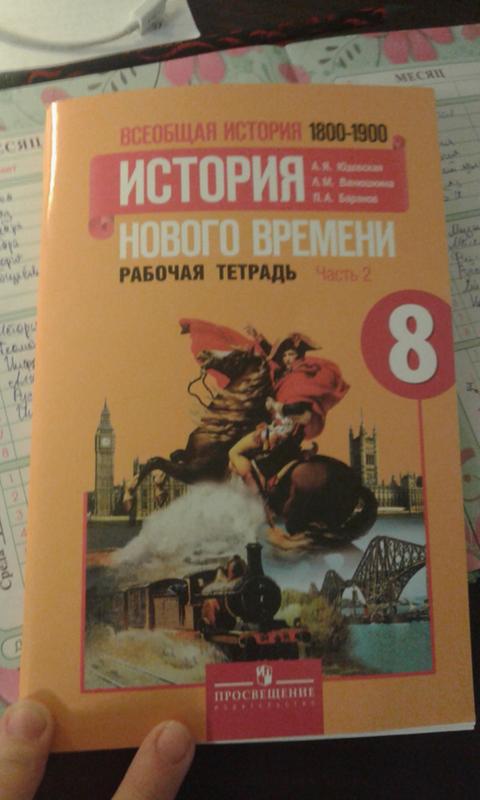 МЕСЯЦ
ВСЕОБЩАЯ ИСТОРИЯ 1800-1900
ИСТОРИЯ
А.Я. Юдовская
Л.М. Ванюшкина
П.А. Баранов
НОВОГО ВРЕМЕНИ
РАБОЧАЯ ТЕТРАДЬ Часть 2
8
ПРОСВЕЩЕНИЕ
ИЗДАТЕЛЬСТВО